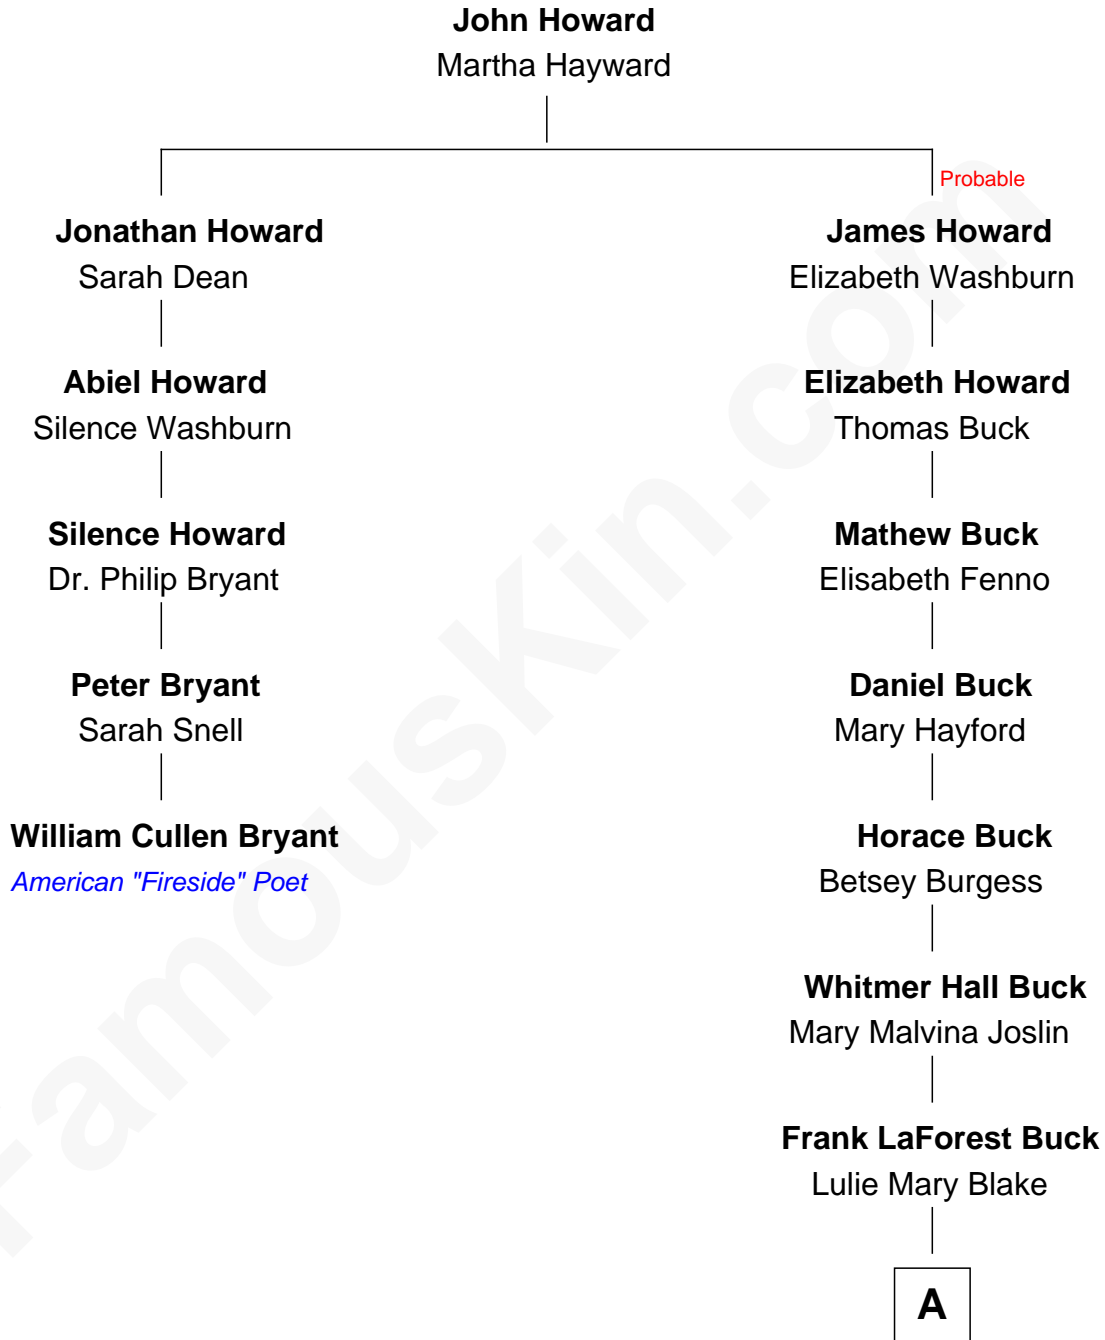 John Howard
Martha Hayward
Probable
Jonathan Howard
Sarah Dean
James Howard
Elizabeth Washburn
Abiel Howard
Silence Washburn
Elizabeth Howard
Thomas Buck
Silence Howard
Dr. Philip Bryant
Mathew Buck
Elisabeth Fenno
Peter Bryant
Sarah Snell
Daniel Buck
Mary Hayford
William Cullen Bryant
American "Fireside" Poet
Horace Buck
Betsey Burgess
Whitmer Hall Buck
Mary Malvina Joslin
Frank LaForest Buck
Lulie Mary Blake
A
FamousKin.com